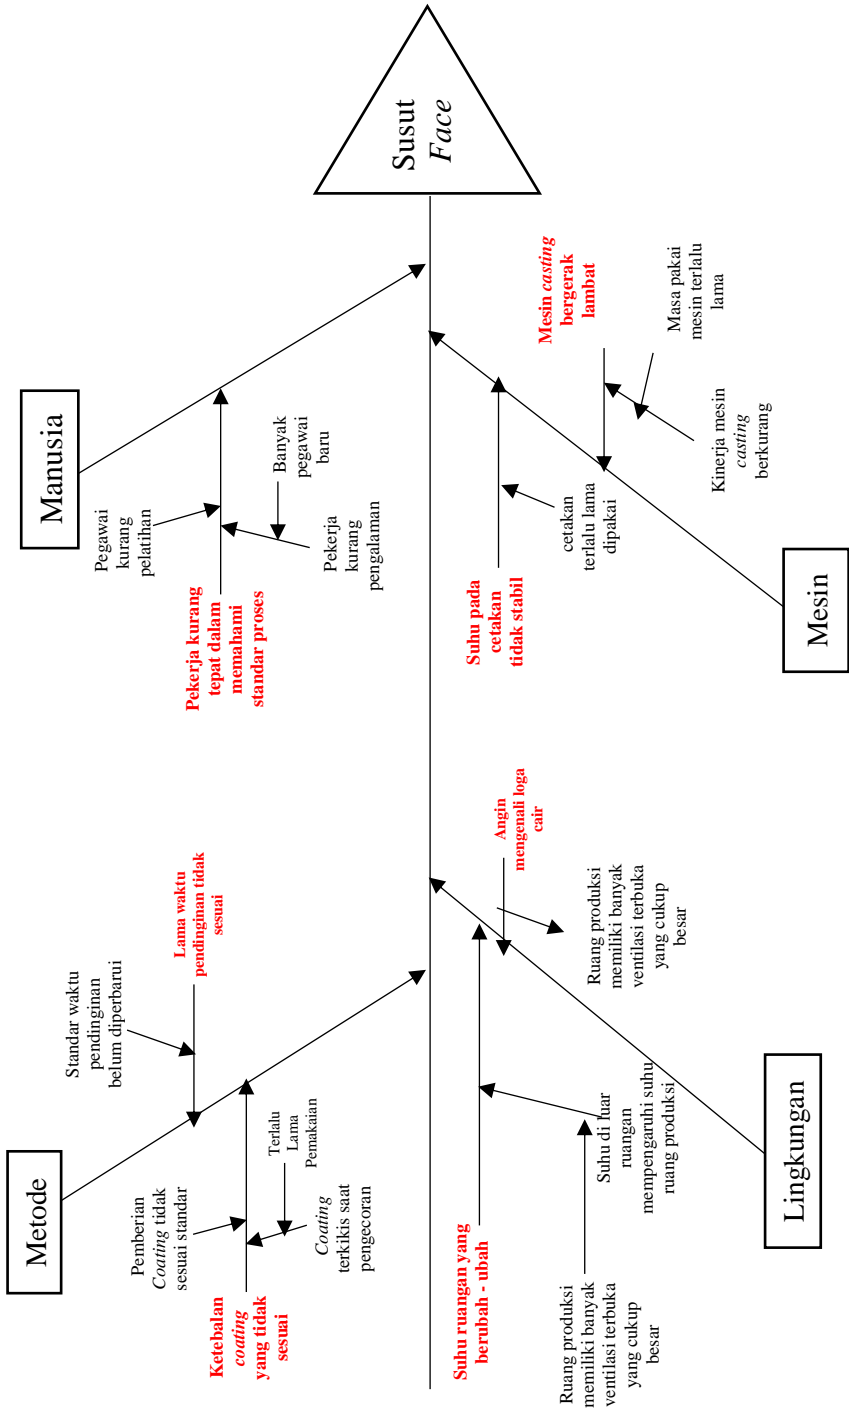 Metode
Manusia
Standar waktu
pendinginan
belum diperbarui
Lama waktu
pendinginan tidak
sesuai
Pemberian
Coating tidak
sesuai standar
Ketebalan
coating
yang tidak
sesuai
Terlalu
Lama
Pemakaian
Coating
terkikis saat
pengecoran
Pegawai
kurang
pelatihan
Pekerja kurang
tepat dalam
memahami
standar proses
Banyak
pegawai
baru
Pekerja
kurang
pengalaman
Susut
Face
Suhu ruangan yang
berubah - ubah
Angin
mengenali loga
cair
Ruang produksi
memiliki banyak
ventilasi terbuka
yang cukup
besar
Suhu di luar
ruangan
mempengaruhi suhu
ruang produksi
Ruang produksi
memiliki banyak
ventilasi terbuka
yang cukup
besar
Suhu pada
cetakan
tidak stabil
cetakan
terlalu lama
dipakai
Mesin casting
bergerak
lambat
Masa pakai
mesin terlalu
lama
Kinerja mesin
casting
berkurang
Lingkungan
Mesin